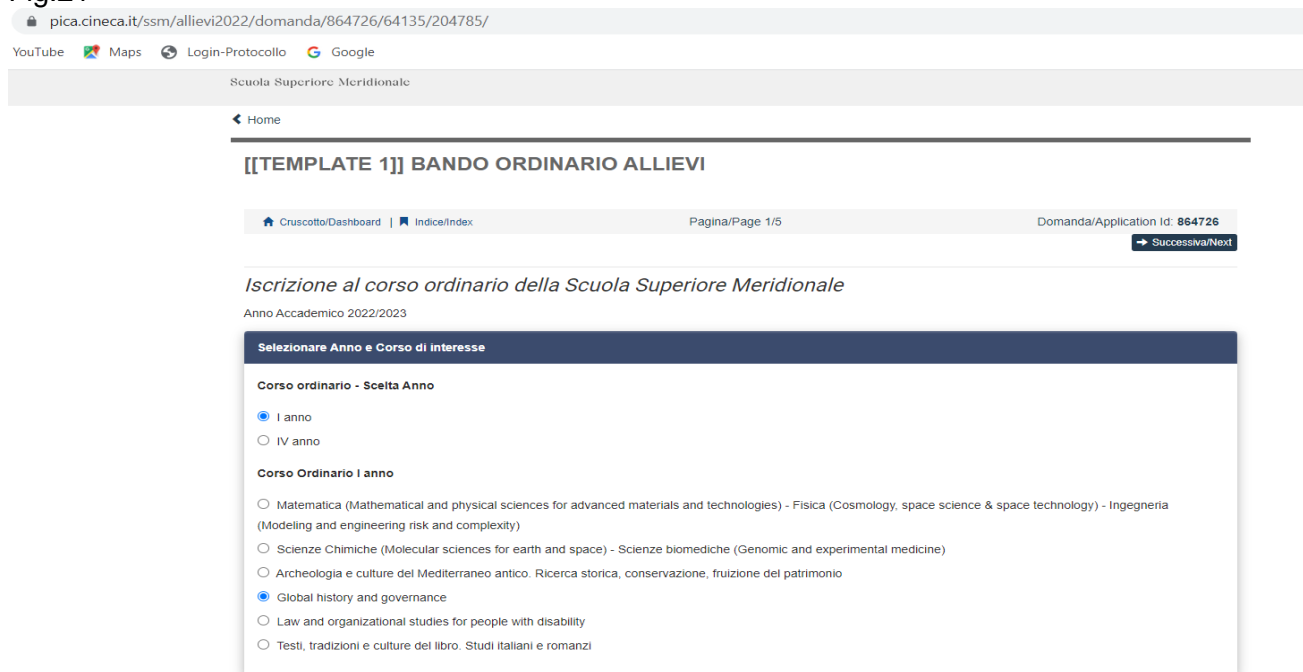 pica.cineca.it/ssm/allievi2022/domanda/864726/64135/204785/
YouTube Maps Login-Protocollo Google
Scuola Superiore Meridionale
Home
[[TEMPLATE 1]] BANDO ORDINARIO ALLIEVI
Cruscotto/Dashboard | Indice/Index Pagina/Page 1/5 Domanda/Application Id: 864726
Successiva/Next
Iscrizione al corso ordinario della Scuola Superiore Meridionale
Anno Accademico 2022/2023
Selezionare Anno e Corso di interesse
Corso ordinario - Scelta Anno
I anno
IV anno
Corso Ordinario I anno
Matematica (Mathematical and physical sciences for advanced materials and technologies) - Fisica (Cosmology, space science & space technology) - Ingegneria
(Modeling and engineering risk and complexity)
Scienze Chimiche (Molecular sciences for earth and space) - Scienze biomediche (Genomic and experimental medicine)
Archeologia e culture del Mediterraneo antico. Ricerca storica, conservazione, fruizione del patrimonio
Global history and governance
Law and organizational studies for people with disability
Testi, tradizioni e culture del libro. Studi italiani e romanzi